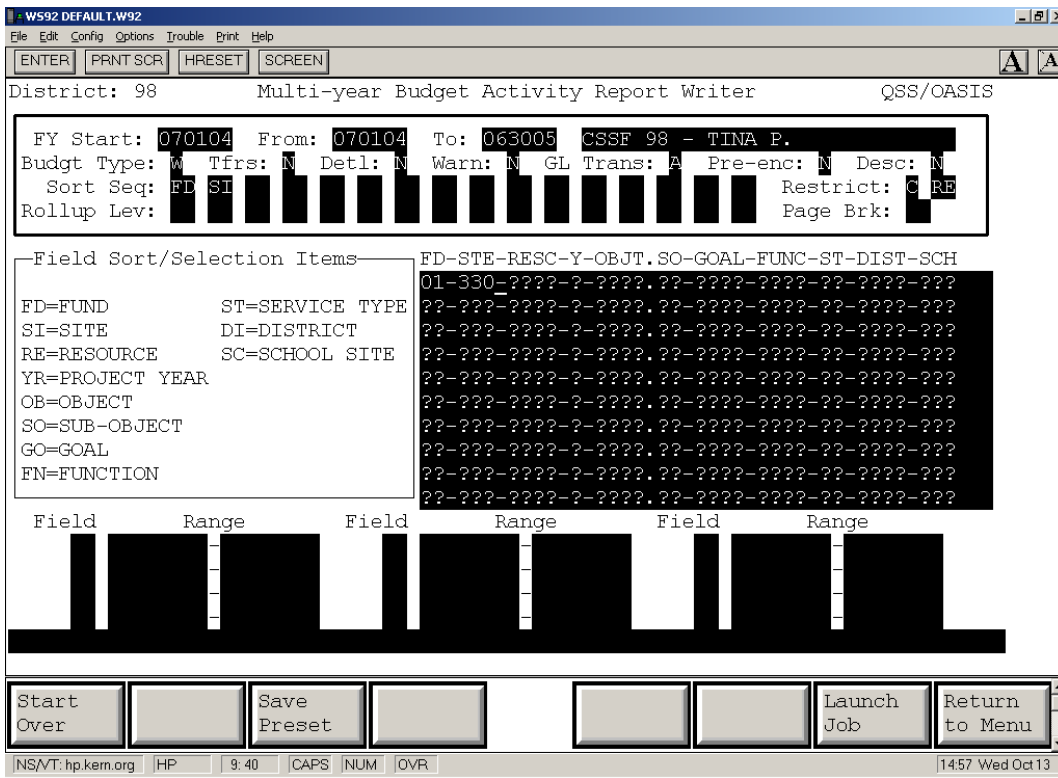 WS92 DEFAULT.W92
File Edit Config Options Trouble Print Help
ENTER PRNT SCR HRESET SCREEN A A
District: 98 Multi-year Budget Activity Report Writer QSS/OASIS
FY Start: 070104 From: 070104 To: 063005 CSSF 98 - TINA P.
Budgt Type: W Tfrs: N Detl: N Warn: N GL Trans: A Pre-enc: N Desc: N
Sort Seq: FD SI Restrict: C RE
Rollup Lev: Page Brk:
Field Sort/Selection Items
FD=FUND ST=SERVICE TYPE
SI=SITE DI=DISTRICT
RE=RESOURCE SC=SCHOOL SITE
YR=PROJECT YEAR
OB=OBJECT
SO=SUB-OBJECT
GO=GOAL
FN=FUNCTION
FD-STE-RESC-Y-OBJT.SO-GOAL-FUNC-ST-DIST-SCH
01-330-????-?-????.??-????-????-??-????-???
??-???-????-?-????.??-????-????-??-????-???
??-???-????-?-????.??-????-????-??-????-???
??-???-????-?-????.??-????-????-??-????-???
??-???-????-?-????.??-????-????-??-????-???
??-???-????-?-????.??-????-????-??-????-???
??-???-????-?-????.??-????-????-??-????-???
??-???-????-?-????.??-????-????-??-????-???
??-???-????-?-????.??-????-????-??-????-???
??-???-????-?-????.??-????-????-??-????-???
Field Range Field Range Field Range
- - -
- - -
- - -
- - -
Start Over
Save Preset
Launch Job
Return to Menu
NS/VT: hp.kern.org HP 9: 40 CAPS NUM OVR 14:57 Wed Oct 13